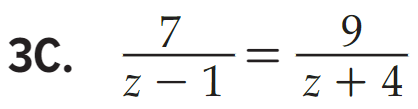 3C. 7/(z − 1) = 9/(z + 4)